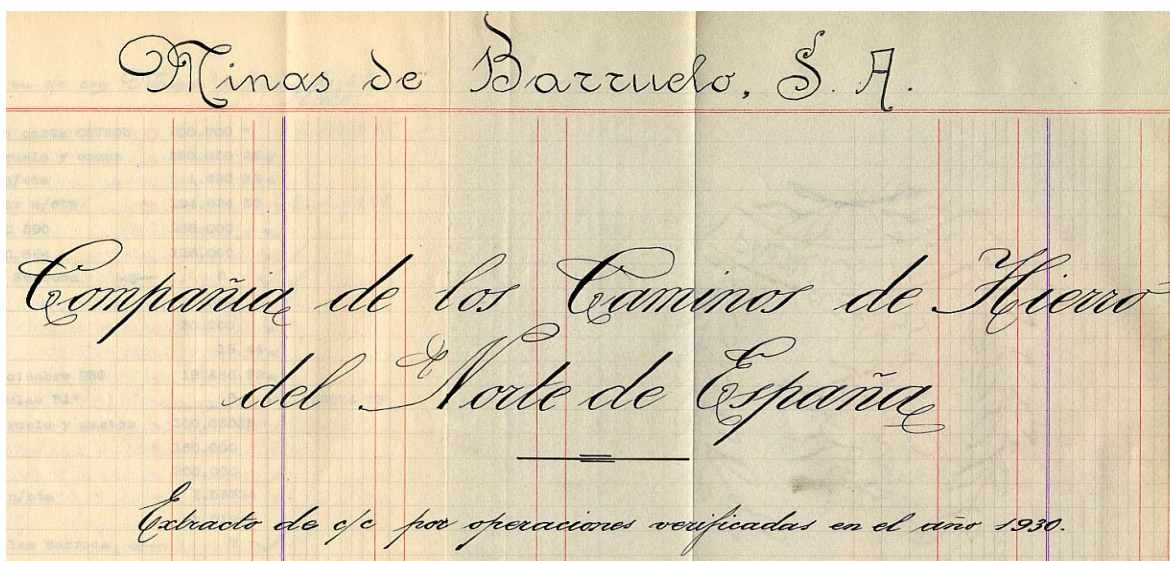 Minas de Barruelo, S. A.
Compañia de los Caminos de Hierro
del Norte de España
Extracto de c/c por operaciones verificadas en el año 1930.